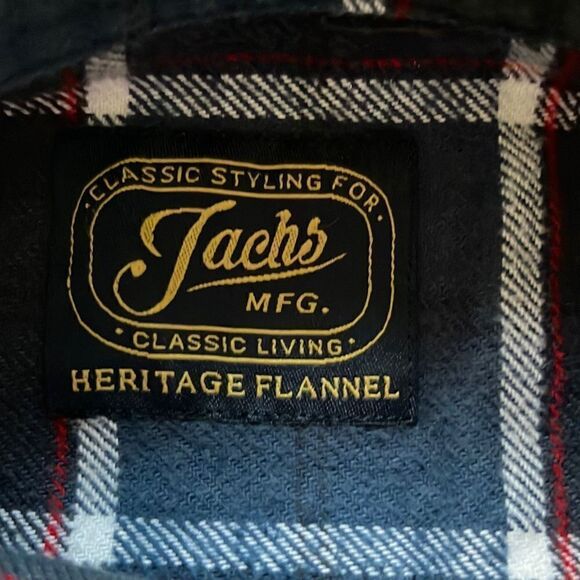 ·CLASSIC STYLING FOR·
Jachs
MFG.
·CLASSIC LIVING·
HERITAGE FLANNEL